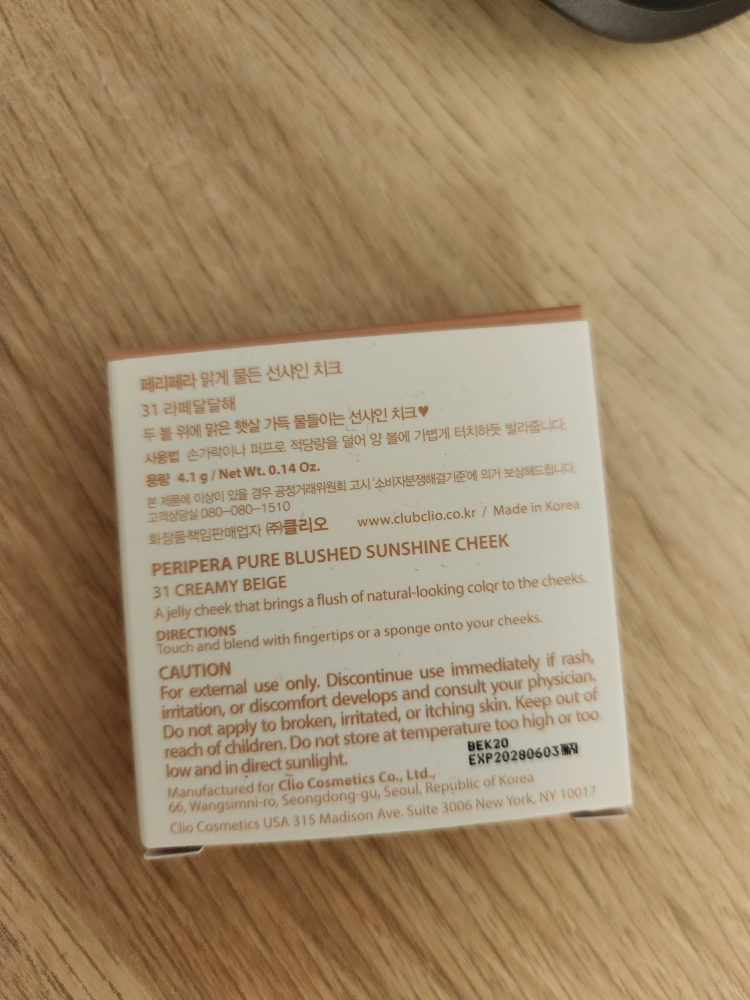 페리페라 맑게 물든 선샤인 치크
31 라떼달달해
두 볼 위에 맑은 햇살 가득 물들이는 선샤인 치크♥
사용법 손가락이나 퍼프로 적당량을 덜어 양 볼에 가볍게 터치하듯 발라줍니다.
용량 4.1 g / Net Wt. 0.14 Oz.
본 제품에 이상이 있을 경우 공정거래위원회 고시 '소비자분쟁해결기준'에 의거 보상해드립니다.
고객상담실 080-080-1510
화장품책임판매업자 ㈜클리오 www.clubclio.co.kr / Made in Korea
PERIPERA PURE BLUSHED SUNSHINE CHEEK
31 CREAMY BEIGE
A jelly cheek that brings a flush of natural-looking color to the cheeks.
DIRECTIONS
Touch and blend with fingertips or a sponge onto your cheeks.
CAUTION
For external use only. Discontinue use immediately if rash,
irritation, or discomfort develops and consult your physician.
Do not apply to broken, irritated, or itching skin. Keep out of
reach of children. Do not store at temperature too high or too
low and in direct sunlight.
BEK20
EXP20280603
Manufactured for Clio Cosmetics Co., Ltd.,
66, Wangsimni-ro, Seongdong-gu, Seoul, Republic of Korea
Clio Cosmetics USA 315 Madison Ave. Suite 3006 New York, NY 10017